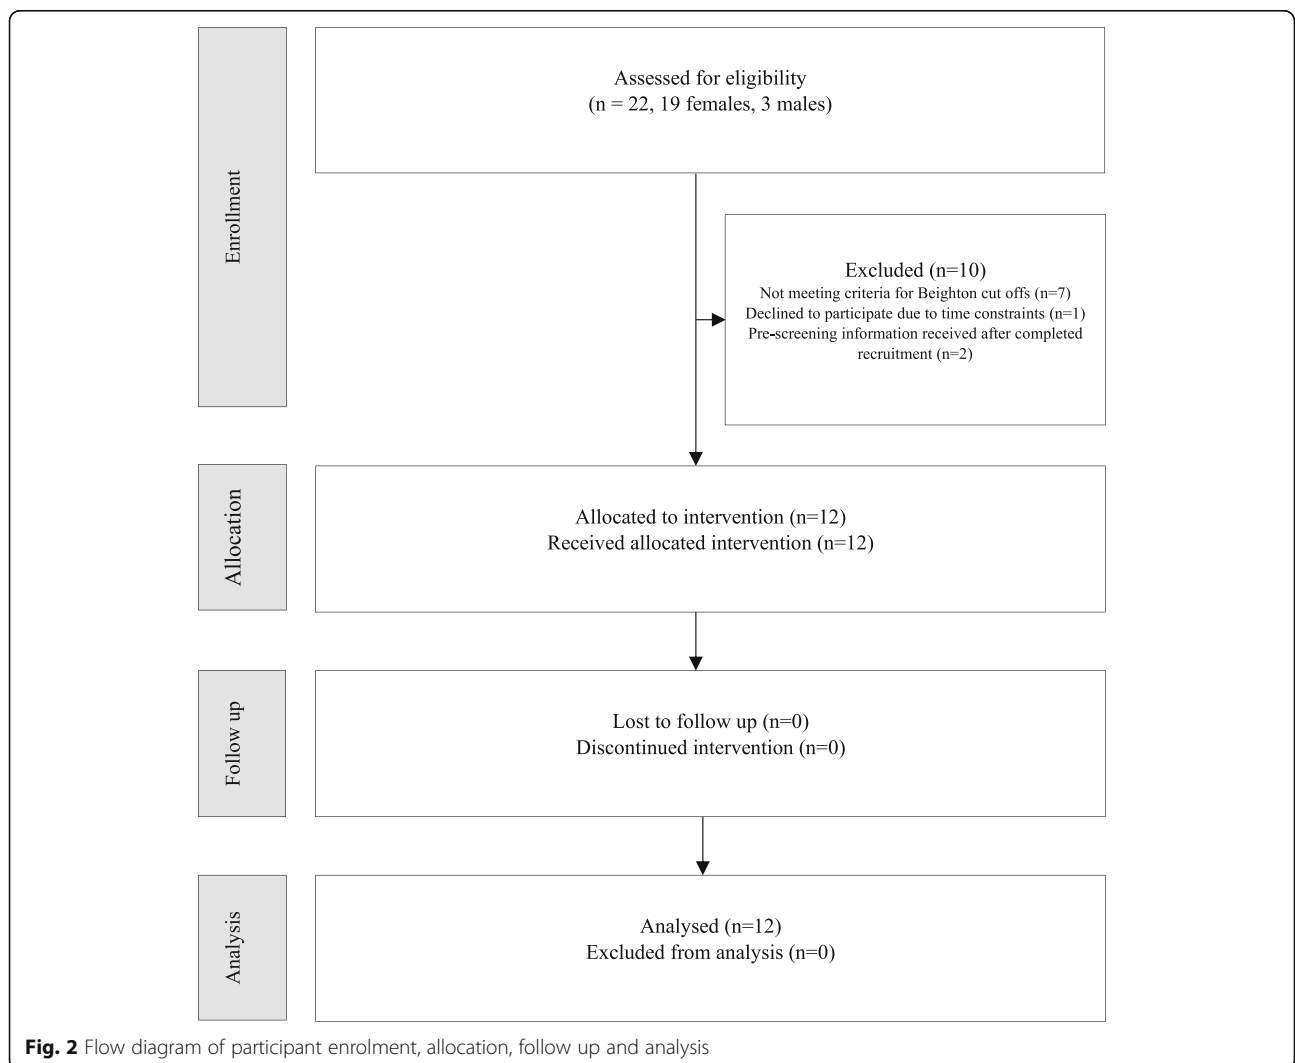 Enrollment
Assessed for eligibility
(n = 22, 19 females, 3 males)
Excluded (n=10)
Not meeting criteria for Beighton cut offs (n=7)
Declined to participate due to time constraints (n=1)
Pre-screening information received after completed
recruitment (n=2)
Allocation
Allocated to intervention (n=12)
Received allocated intervention (n=12)
Follow up
Lost to follow up (n=0)
Discontinued intervention (n=0)
Analysis
Analysed (n=12)
Excluded from analysis (n=0)
Fig. 2 Flow diagram of participant enrolment, allocation, follow up and analysis